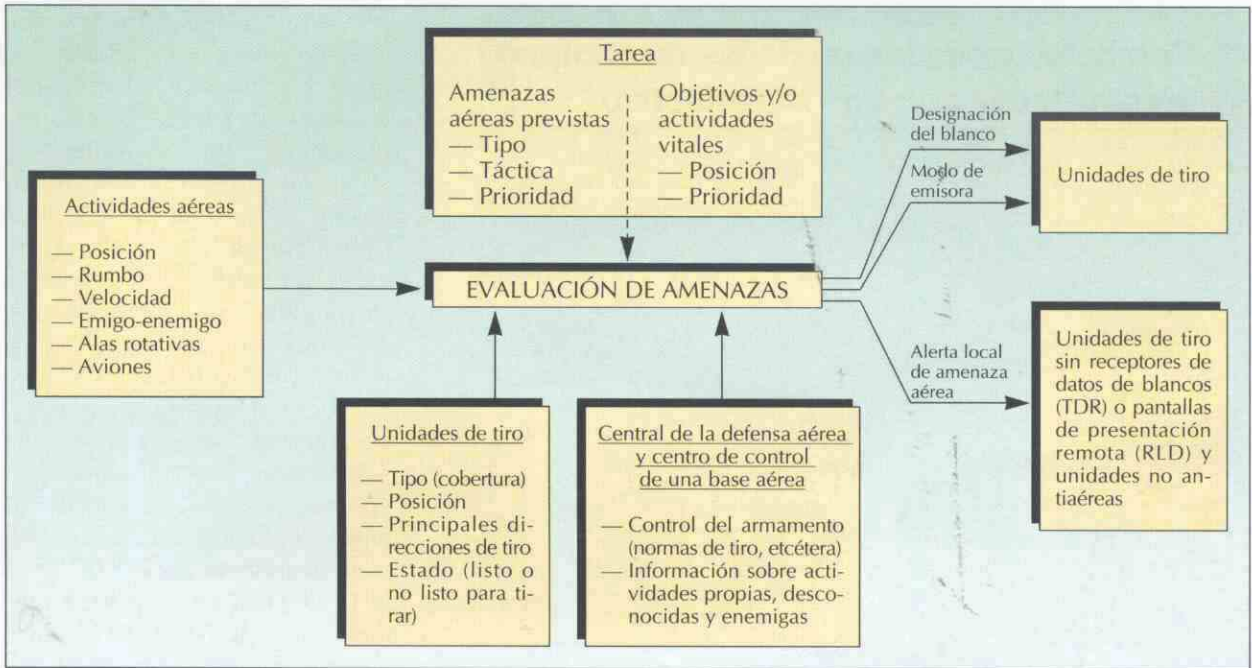 Tarea
Amenazas
aéreas previstas
— Tipo
— Táctica
— Prioridad
Objetivos y/o
actividades
vitales
— Posición
— Prioridad
Actividades aéreas
— Posición
— Rumbo
— Velocidad
— Emigo-enemigo
— Alas rotativas
— Aviones
EVALUACIÓN DE AMENAZAS
Designación
del blanco
Modo de
emisora
Unidades de tiro
Alerta local
de amenaza
aérea
Unidades de tiro
sin receptores de
datos de blancos
(TDR) o pantallas
de presentación
remota (RLD) y
unidades no an-
tiaéreas
Unidades de tiro
— Tipo (cobertura)
— Posición
— Principales di-
recciones de tiro
— Estado (listo o
no listo para ti-
rar)
Central de la defensa aérea
y centro de control
de una base aérea
— Control del armamento
(normas de tiro, etcétera)
— Información sobre acti-
vidades propias, desco-
nocidas y enemigas